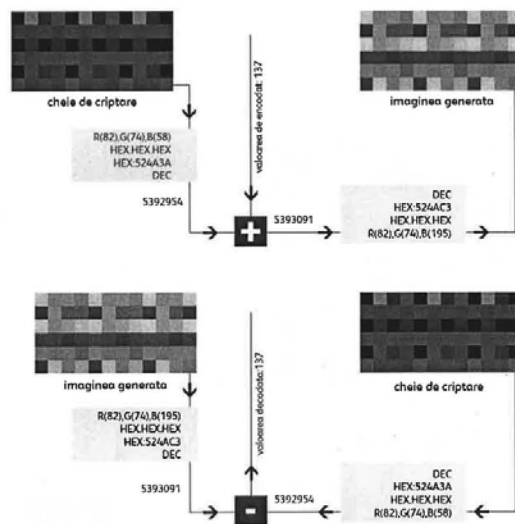 cheie de criptare
R(82),G(74),B(58)
HEX.HEX.HEX
HEX:524A3A
DEC
5392954
valoarea de encodat: 137
+
5393091
imaginea generata
DEC
HEX:524AC3
HEX.HEX.HEX
R(82),G(74),B(195)
imaginea generata
R(82),G(74),B(195)
HEX.HEX.HEX
HEX:524AC3
DEC
5393091
valoarea decodata: 137
-
5392954
cheie de criptare
DEC
HEX:524A3A
HEX.HEX.HEX
R(82),G(74),B(58)